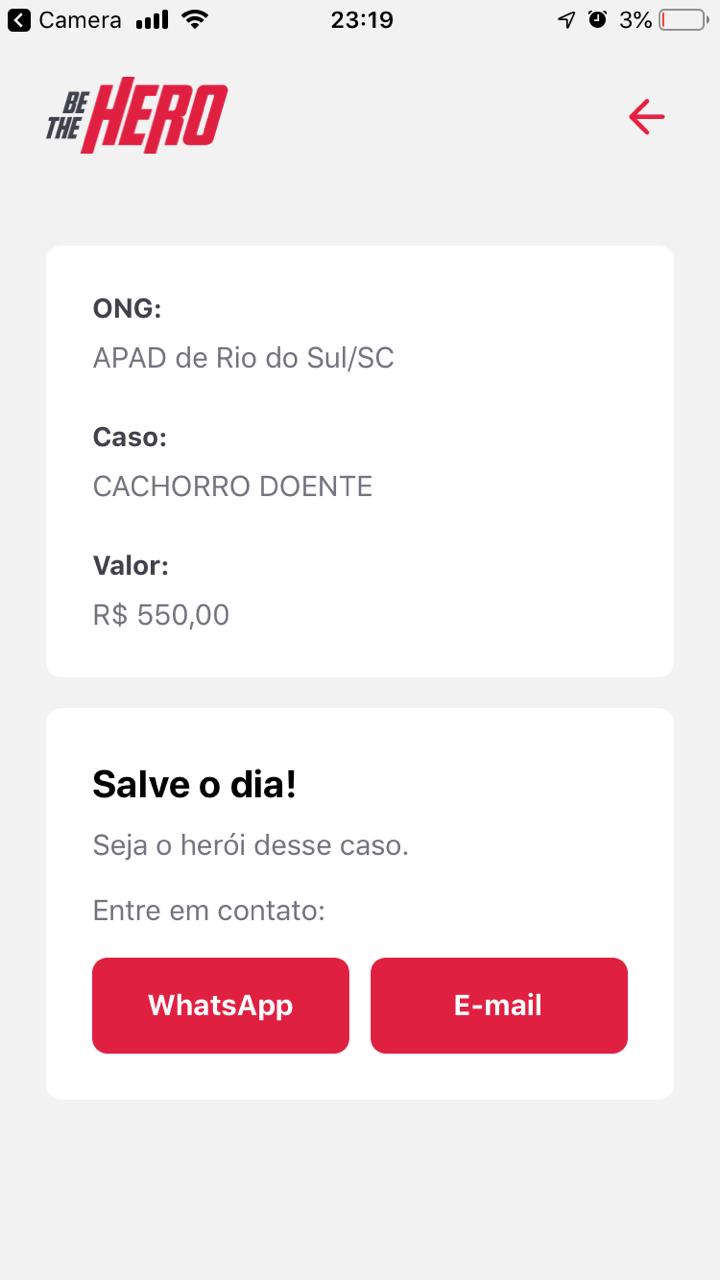 Camera 23:19 3%
BE THE HERO
ONG:
APAD de Rio do Sul/SC
Caso:
CACHORRO DOENTE
Valor:
R$ 550,00
Salve o dia!
Seja o herói desse caso.
Entre em contato:
WhatsApp E-mail